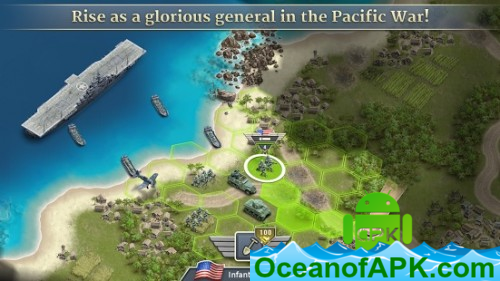 Rise as a glorious general in the Pacific War!
100
Infant
APK
OceanofAPK.com